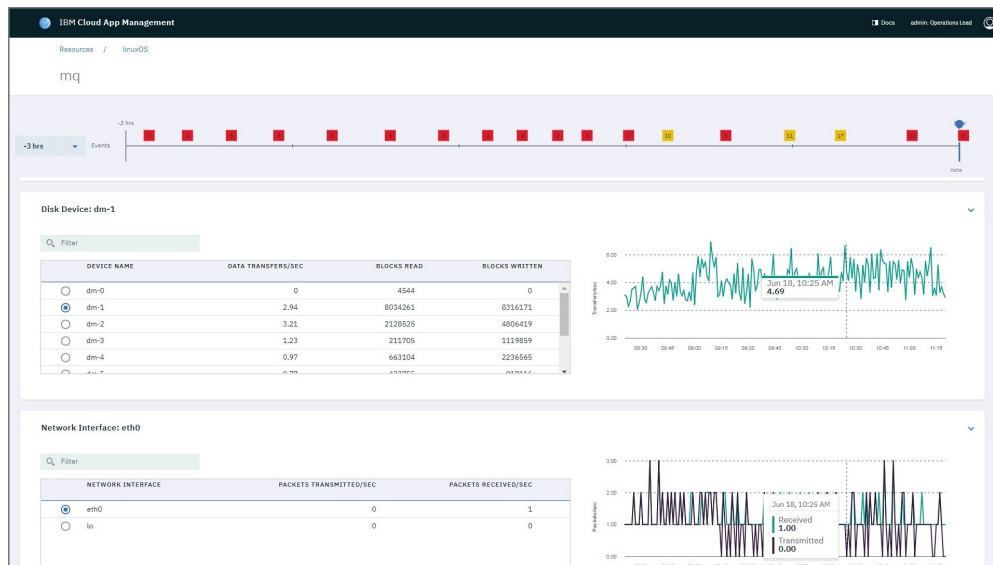 IBM Cloud App Management
Docs
admin: Operations Lead
Resources / linuxOS
mq
-3 hrs
-3 hrs
Events
10
11
17
now
Disk Device: dm-1
Filter
DEVICE NAME DATA TRANSFERS/SEC BLOCKS READ BLOCKS WRITTEN
dm-0 0 4544 0
dm-1 2.94 8034261 8316171
dm-2 3.21 2128525 4806419
dm-3 1.23 211705 1119859
dm-4 0.97 663104 2236565
6.00
4.00
2.00
0.00
Transfers/sec
Jun 18, 10:25 AM
4.69
09:30 09:45 10:00 10:15 10:30 10:45 11:00 11:15
Network Interface: eth0
Filter
NETWORK INTERFACE PACKETS TRANSMITTED/SEC PACKETS RECEIVED/SEC
eth0 0 1
lo 0 0
3.00
2.00
1.00
0.00
Packets/sec
Jun 18, 10:25 AM
Received
1.00
Transmitted
0.00